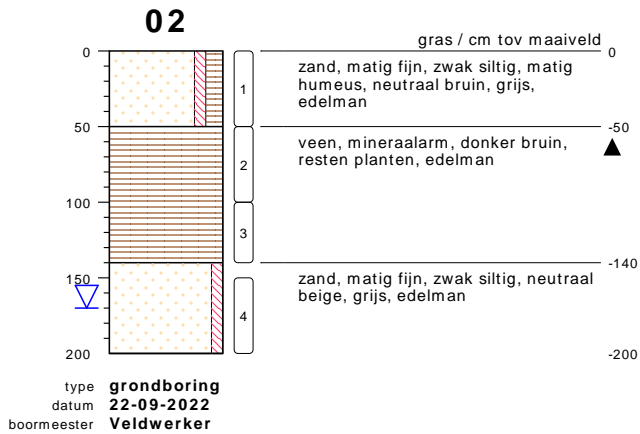 02
gras / cm tov maaiveld
0
0
zand, matig fijn, zwak siltig, matig
humeus, neutraal bruin, grijs,
edelman
1
50
-50
veen, mineraalarm, donker bruin,
resten planten, edelman
2
100
3
-140
150
zand, matig fijn, zwak siltig, neutraal
beige, grijs, edelman
4
200
-200
type grondboring
datum 22-09-2022
boormeester Veldwerker